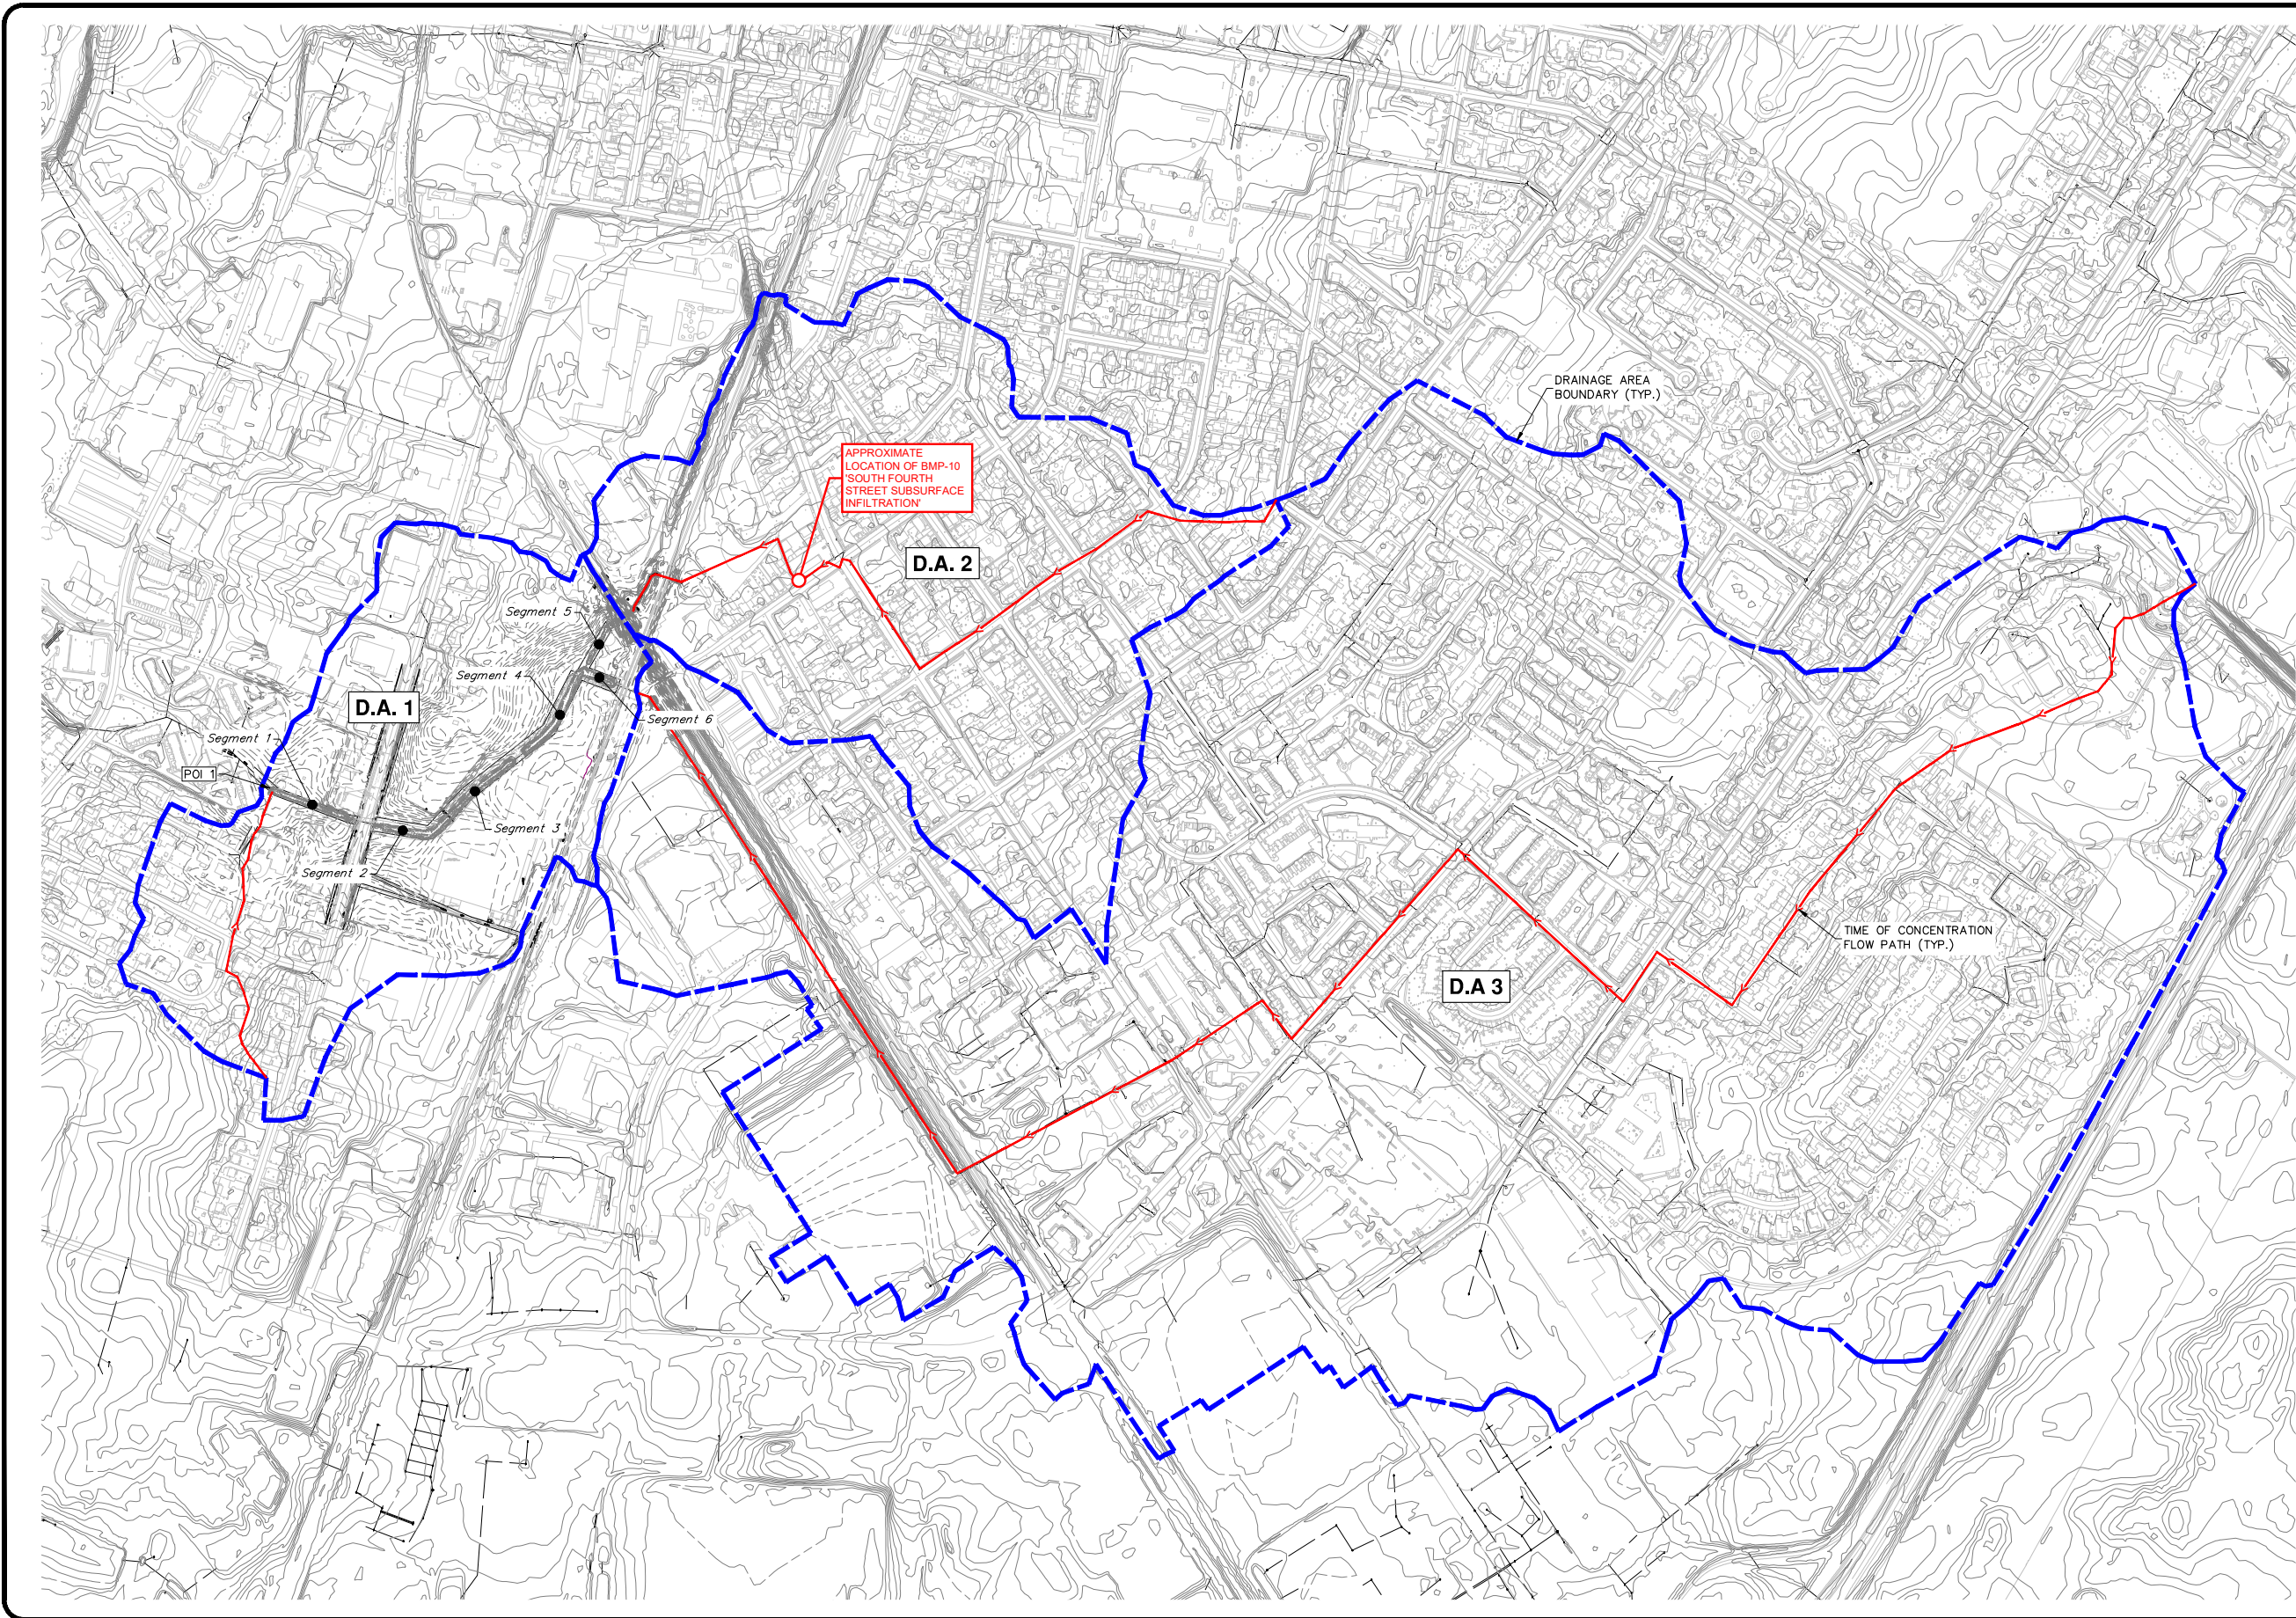 DRAINAGE AREA
BOUNDARY (TYP.)
APPROXIMATE
LOCATION OF BMP-10
'SOUTH FOURTH
STREET SUBSURFACE
INFILTRATION'
D.A. 2
Segment 5
Segment 4
D.A. 1
Segment 6
Segment 1
POI 1
Segment 3
Segment 2
TIME OF CONCENTRATION
FLOW PATH (TYP.)
D.A 3